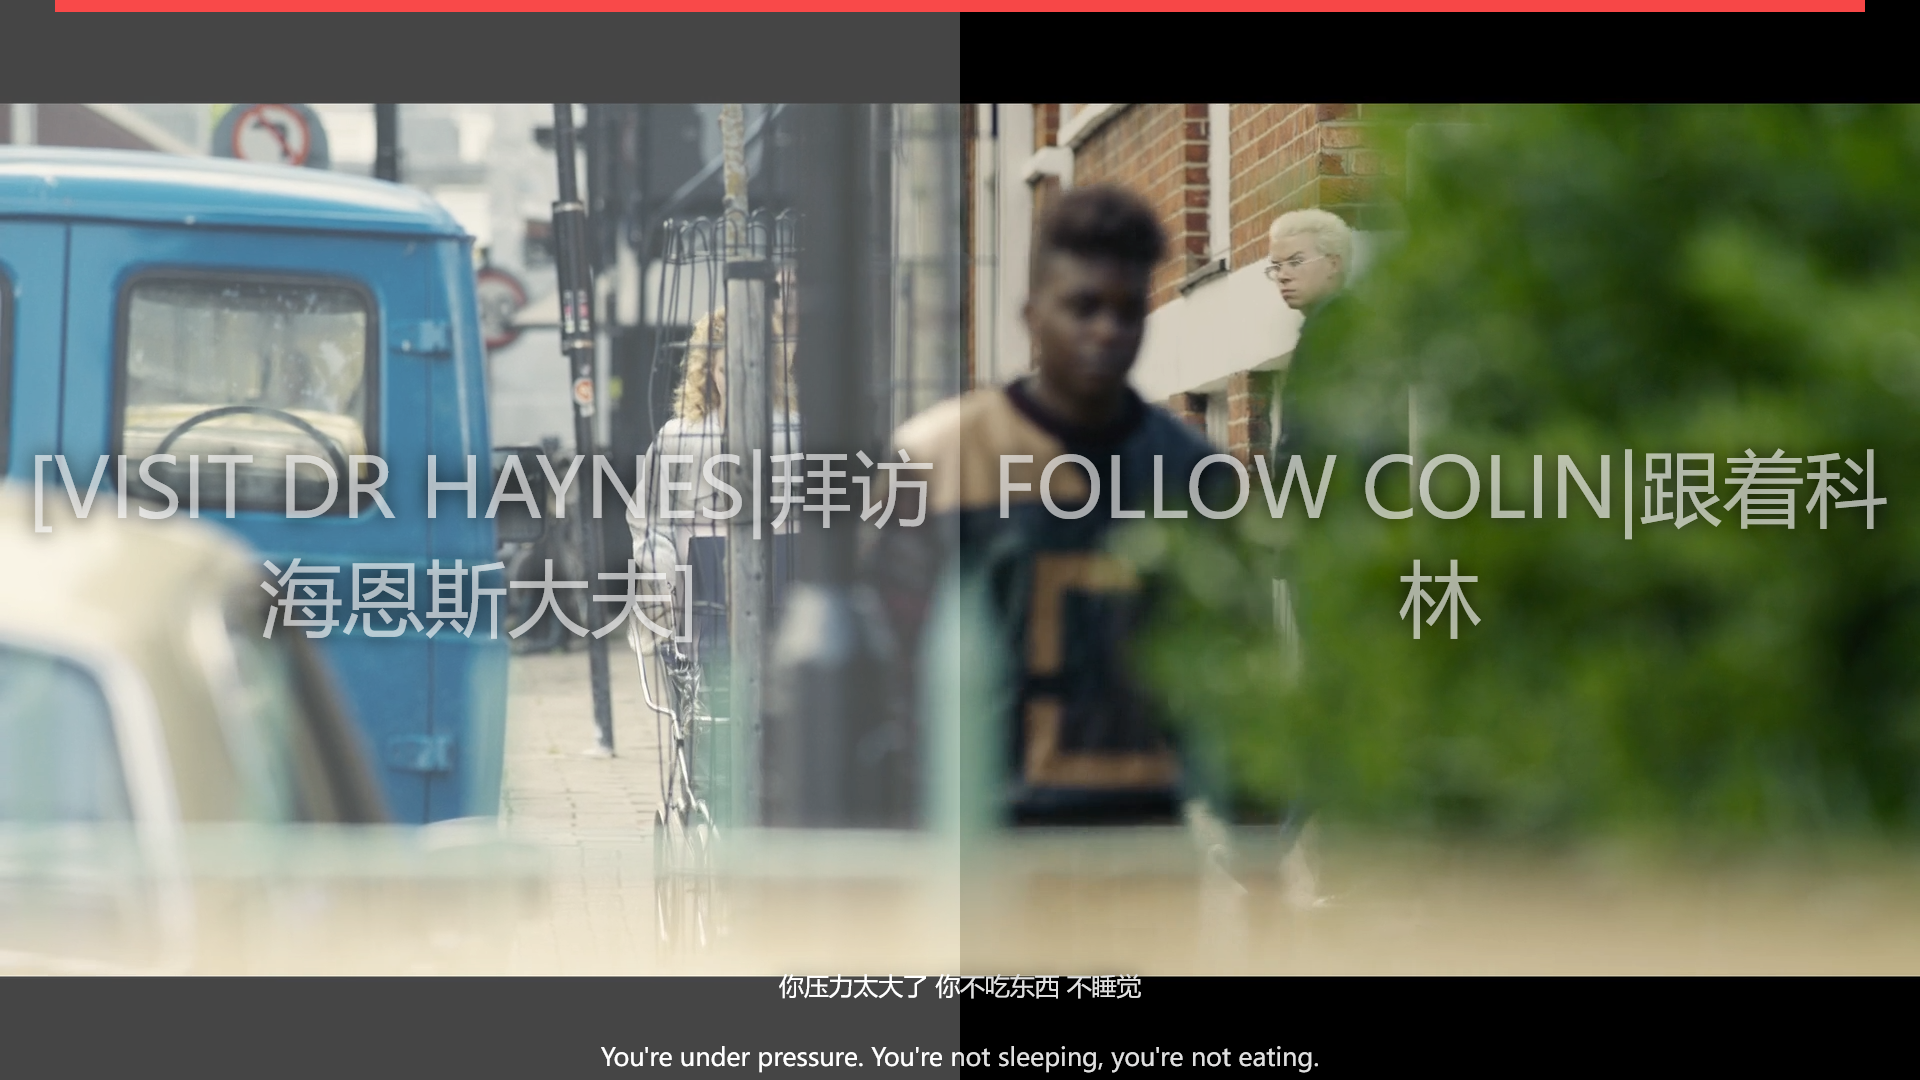 [VISIT DR HAYNES|拜访
海恩斯大夫]
FOLLOW COLIN|跟着科
林
你压力太大了 你不吃东西 不睡觉
You're under pressure. You're not sleeping, you're not eating.